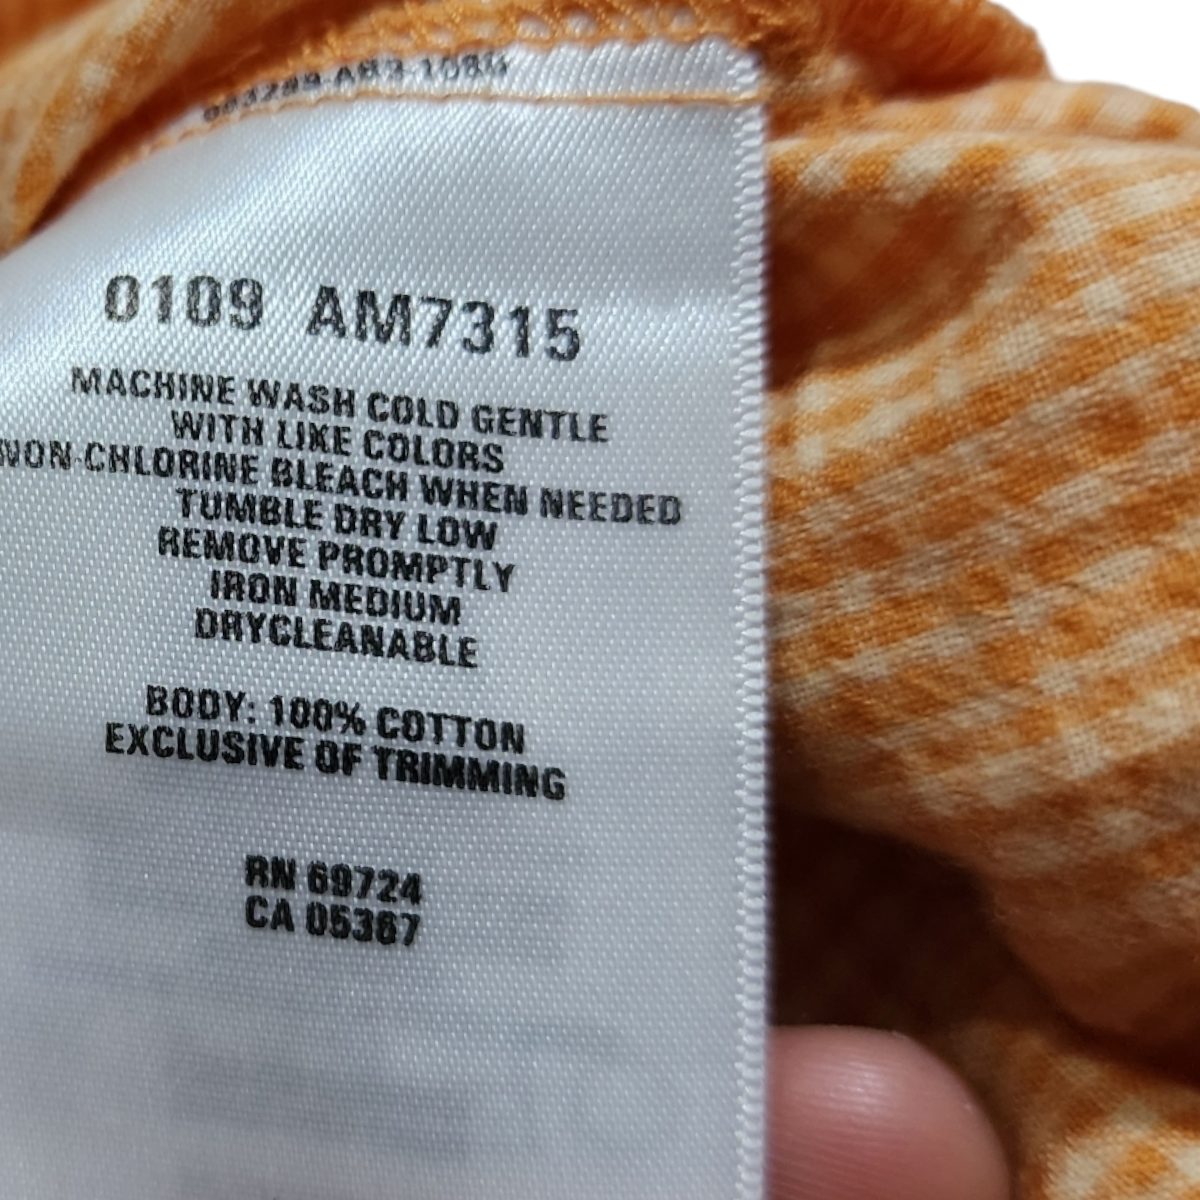 0109 AM7315
MACHINE WASH COLD GENTLE
WITH LIKE COLORS
NON-CHLORINE BLEACH WHEN NEEDED
TUMBLE DRY LOW
REMOVE PROMPTLY
IRON MEDIUM
DRYCLEANABLE
BODY: 100% COTTON
EXCLUSIVE OF TRIMMING
RN 69724
CA 05367